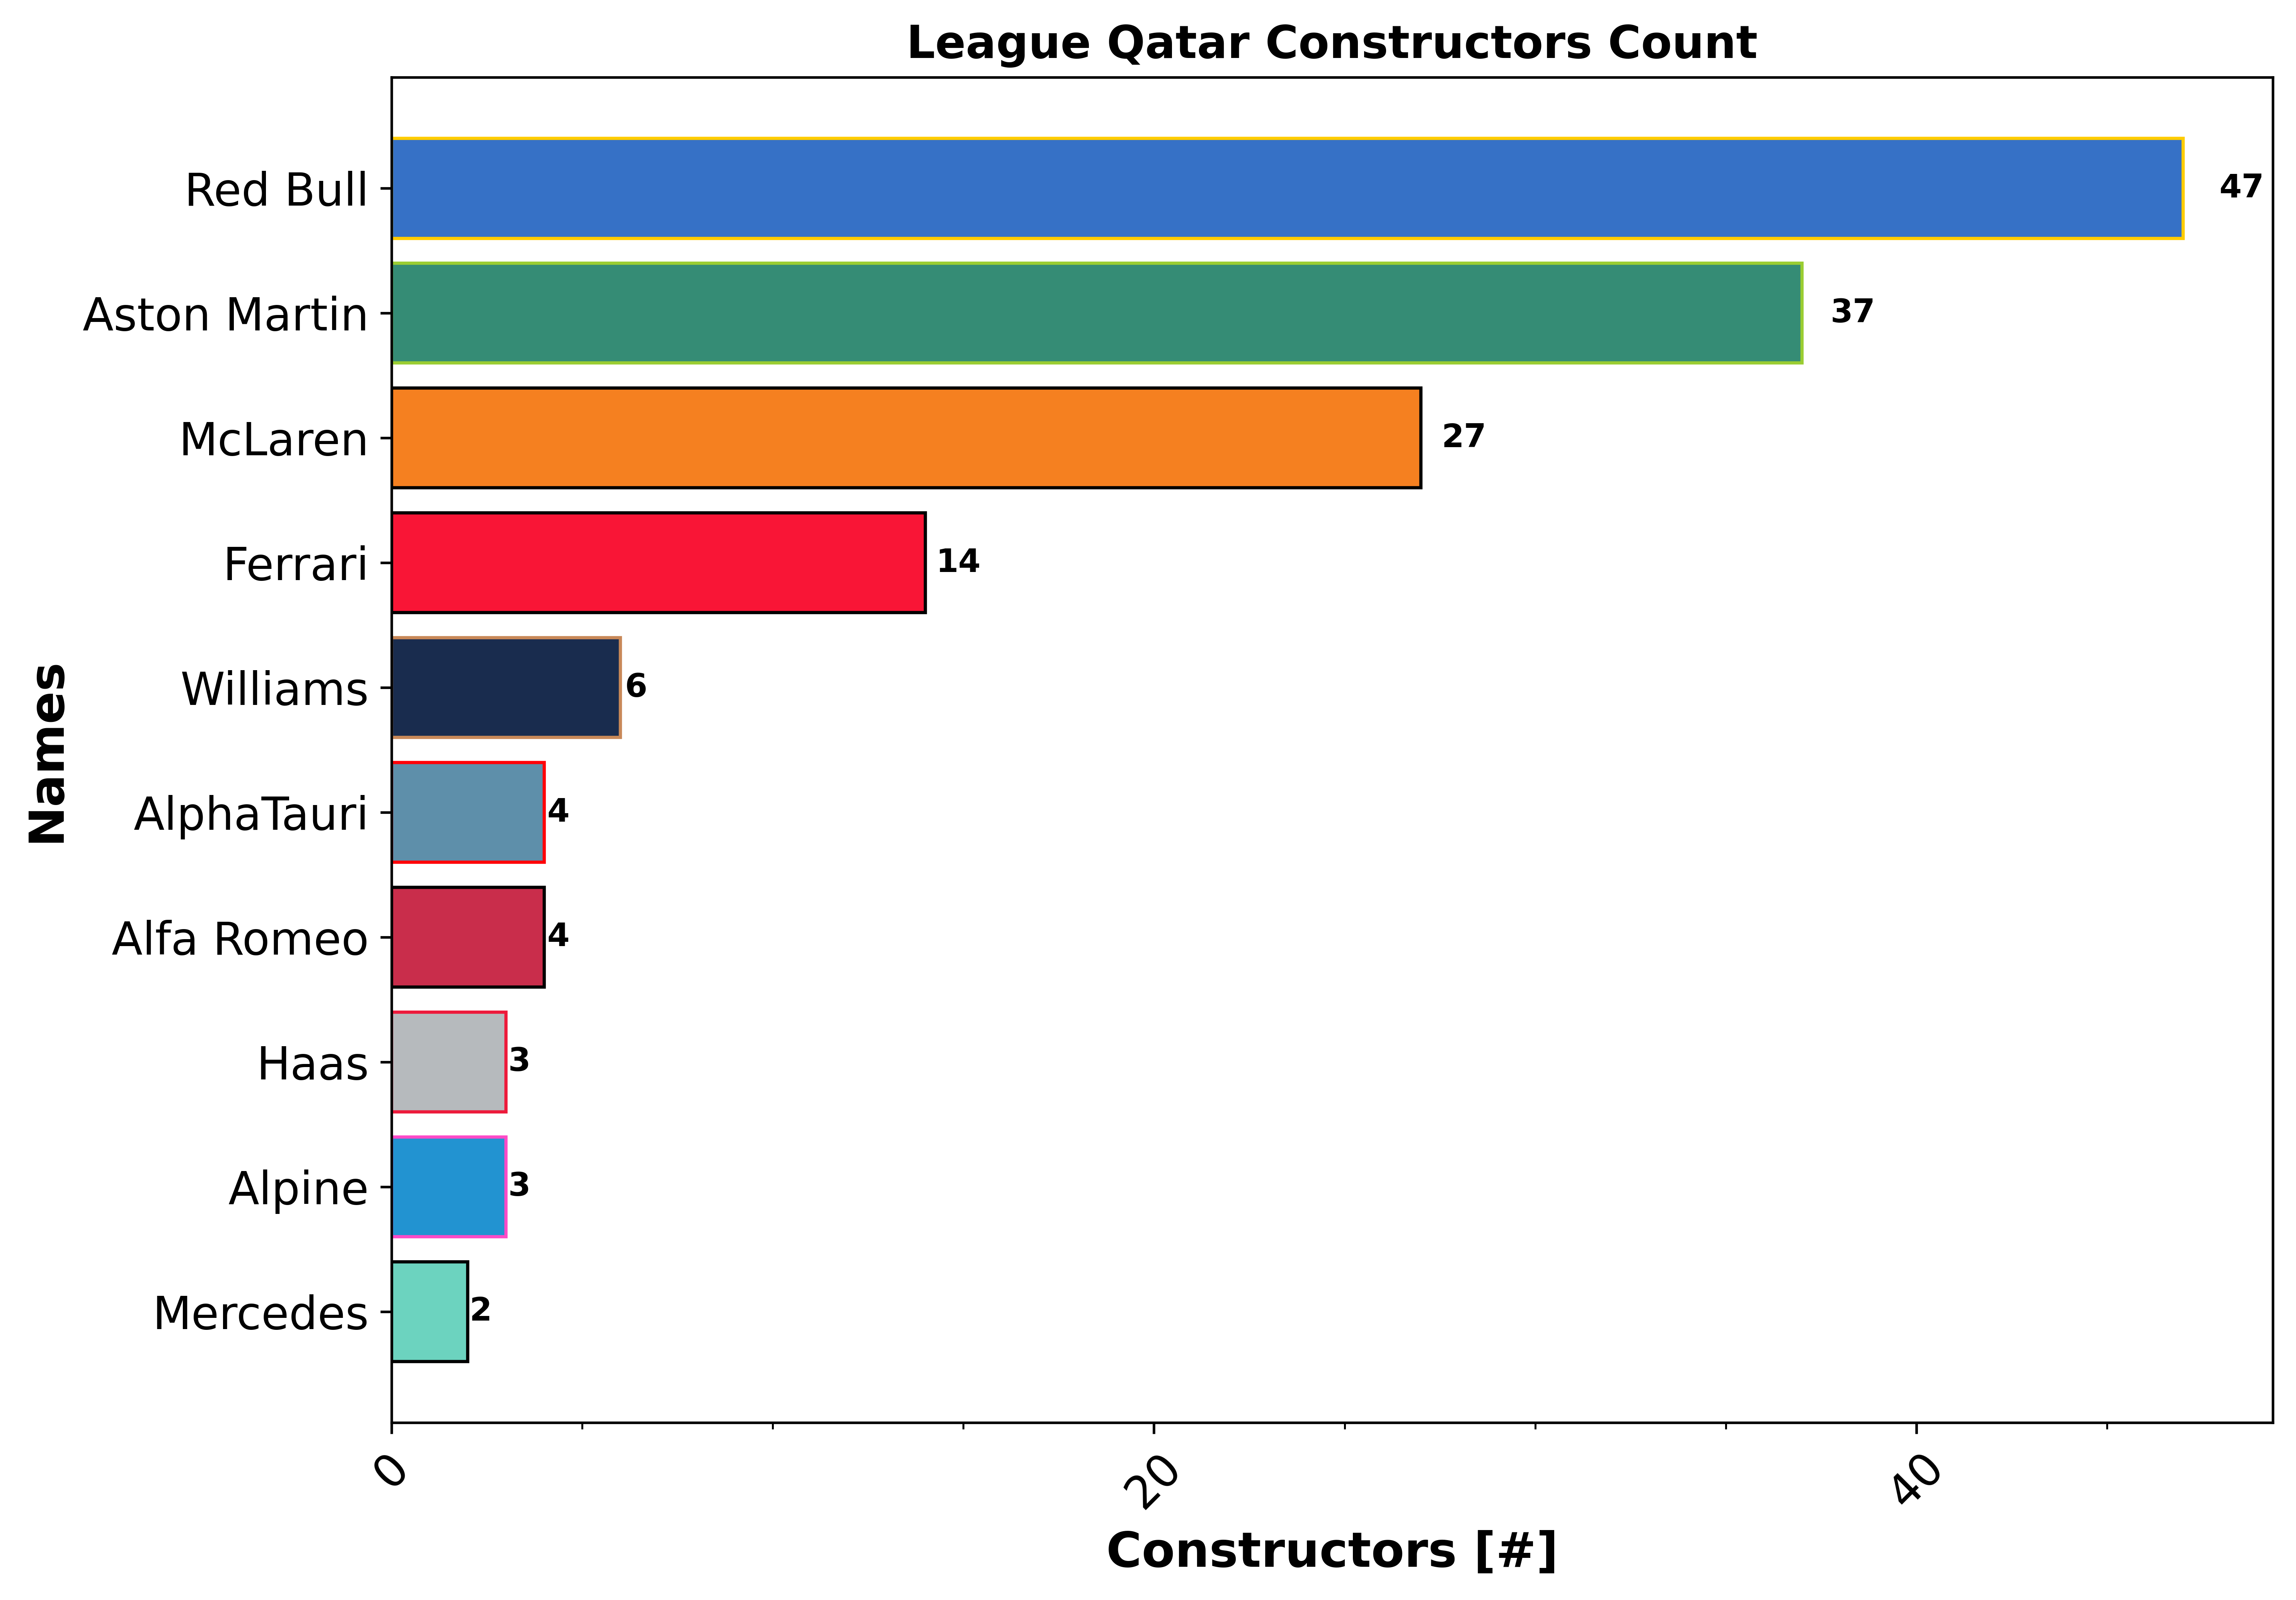 League Qatar Constructors Count
Names
Red Bull 47
Aston Martin 37
McLaren 27
Ferrari 14
Williams 6
AlphaTauri 4
Alfa Romeo 4
Haas 3
Alpine 3
Mercedes 2
0 20 40
Constructors [#]